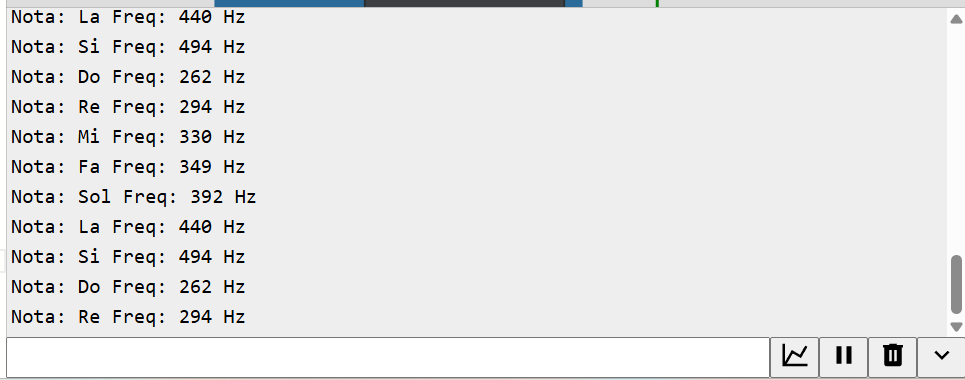 Nota: La Freq: 440 Hz
Nota: Si Freq: 494 Hz
Nota: Do Freq: 262 Hz
Nota: Re Freq: 294 Hz
Nota: Mi Freq: 330 Hz
Nota: Fa Freq: 349 Hz
Nota: Sol Freq: 392 Hz
Nota: La Freq: 440 Hz
Nota: Si Freq: 494 Hz
Nota: Do Freq: 262 Hz
Nota: Re Freq: 294 Hz